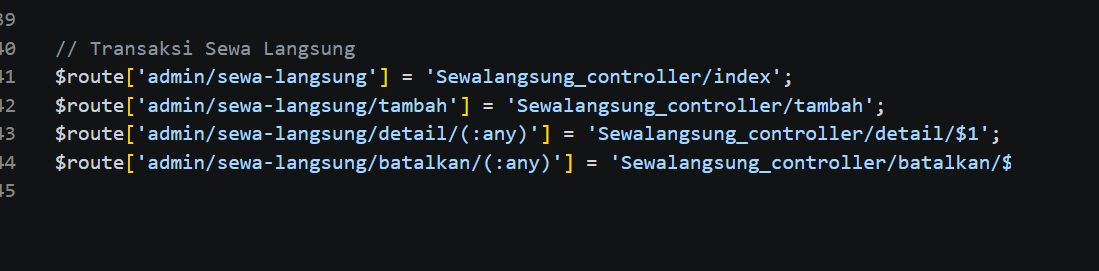 39
40 // Transaksi Sewa Langsung
41 $route['admin/sewa-langsung'] = 'Sewalangsung_controller/index';
42 $route['admin/sewa-langsung/tambah'] = 'Sewalangsung_controller/tambah';
43 $route['admin/sewa-langsung/detail/(:any)'] = 'Sewalangsung_controller/detail/$1';
44 $route['admin/sewa-langsung/batalkan/(:any)'] = 'Sewalangsung_controller/batalkan/$
45